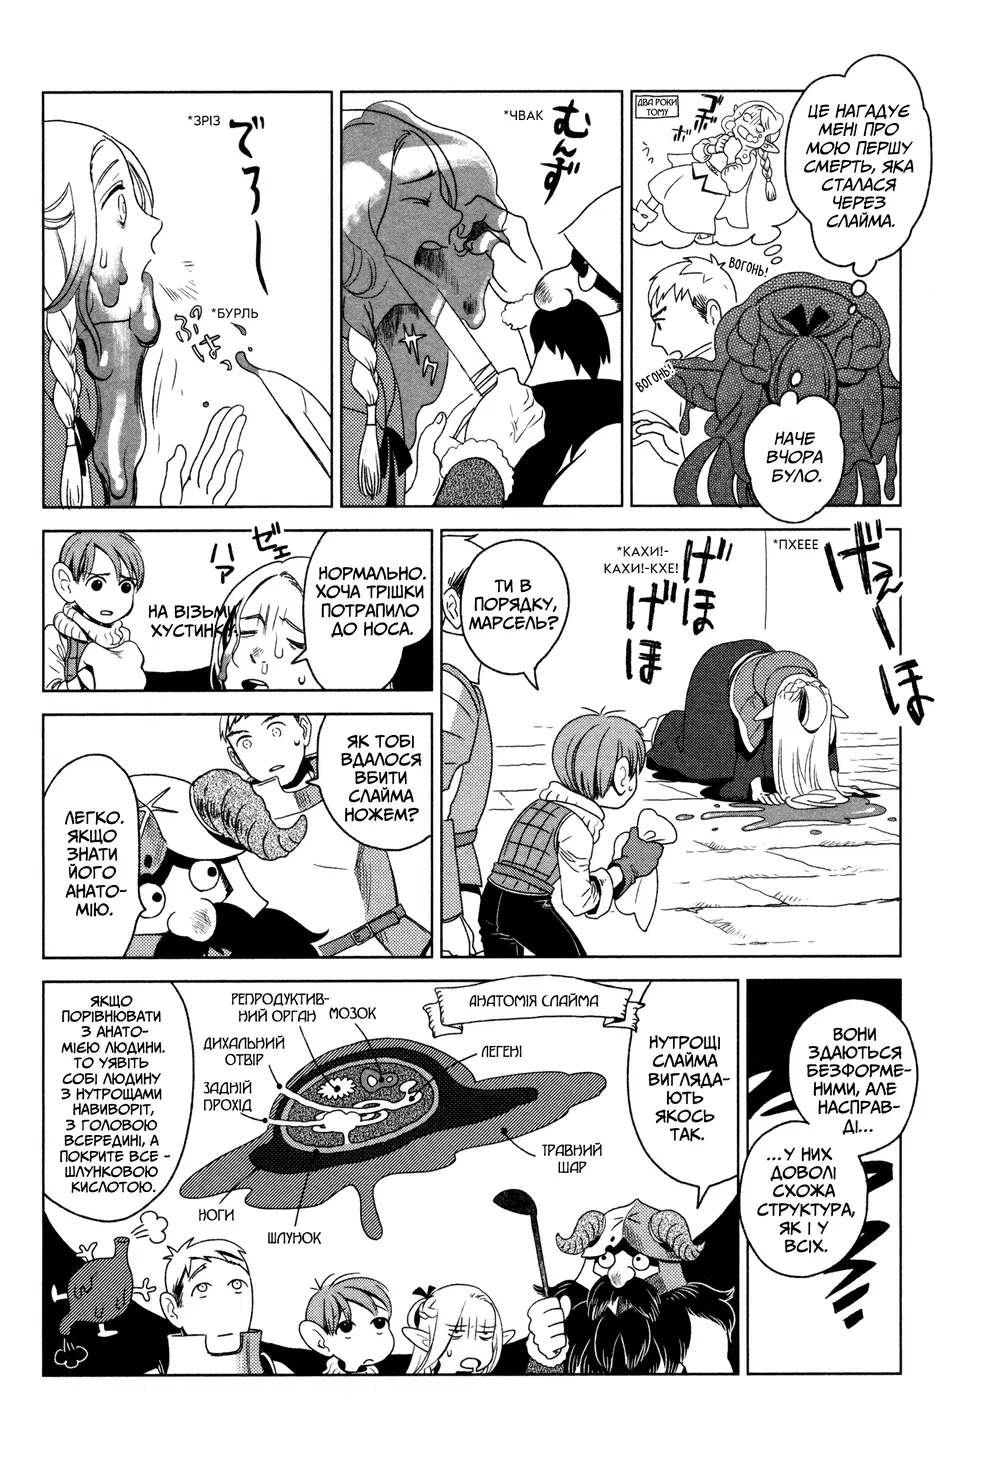 ДВА РОКИ
ТОМУ
ゴボ
ゴボ
ЦЕ НАГАДУЄ
МЕНІ ПРО
МОЮ ПЕРШУ
СМЕРТЬ, ЯКА
СТАЛАСЯ
ЧЕРЕЗ
СЛАЙМА.
ВОГОНЬ!
ВОГОНЬ!
НАЧЕ
ВЧОРА
БУЛО.
*ЧВАК
むんず
ザク
*ЗРІЗ
でろー
*БУРЛЬ
ぷはっ
*ПХЕЕЕ
げえーほ
*КАХИ!-
КАХИ!-КХЕ!
げほ
げほ
ТИ В
ПОРЯДКУ,
МАРСЕЛЬ?
НОРМАЛЬНО.
ХОЧА ТРІШКИ
ПОТРАПИЛО
ДО НОСА.
ゼェ
ハァ
НА ВІЗЬМИ
ХУСТИНКУ.
ЯК ТОБІ
ВДАЛОСЯ
ВБИТИ
СЛАЙМА
НОЖЕМ?
ЛЕГКО.
ЯКЩО
ЗНАТИ
ЙОГО
АНАТО-
МІЮ.
ВОНИ
ЗДАЮТЬСЯ
БЕЗФОРМЕ-
НИМИ, АЛЕ
НАСПРАВ-
ДІ...
...У НИХ
ДОВОЛІ
СХОЖА
СТРУКТУРА,
ЯК І У
ВСІХ.
НУТРОЩІ
СЛАЙМА
ВИГЛЯДА-
ЮТЬ
ЯКОСЬ
ТАК.
АНАТОМІЯ СЛАЙМА
РЕПРОДУКТИВ-
НИЙ ОРГАН
МОЗОК
ДИХАЛЬНИЙ
ОТВІР
ЛЕГЕНІ
ЗАДНІЙ
ПРОХІД
ТРАВНИЙ
ШАР
НОГИ
ШЛУНОК
ЯКЩО
ПОРІВНЮВАТИ
З АНАТО-
МІЄЮ ЛЮДИНИ.
ТО УЯВІТЬ
СОБІ ЛЮДИНУ
З НУТРОЩАМИ
НАВИВОРІТ,
З ГОЛОВОЮ
ВСЕРЕДИНІ, А
ПОКРИТЕ ВСЕ -
ШЛУНКОВОЮ
КИСЛОТОЮ.